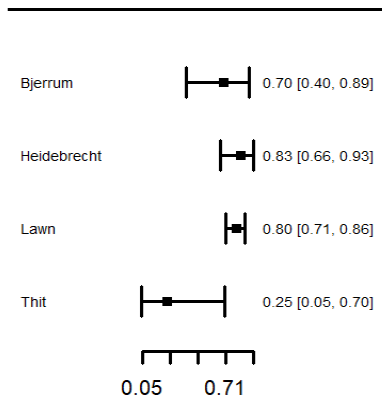 Bjerrum 0.70 [0.40, 0.89]
Heidebrecht 0.83 [0.66, 0.93]
Lawn 0.80 [0.71, 0.86]
Thit 0.25 [0.05, 0.70]
0.05 0.71